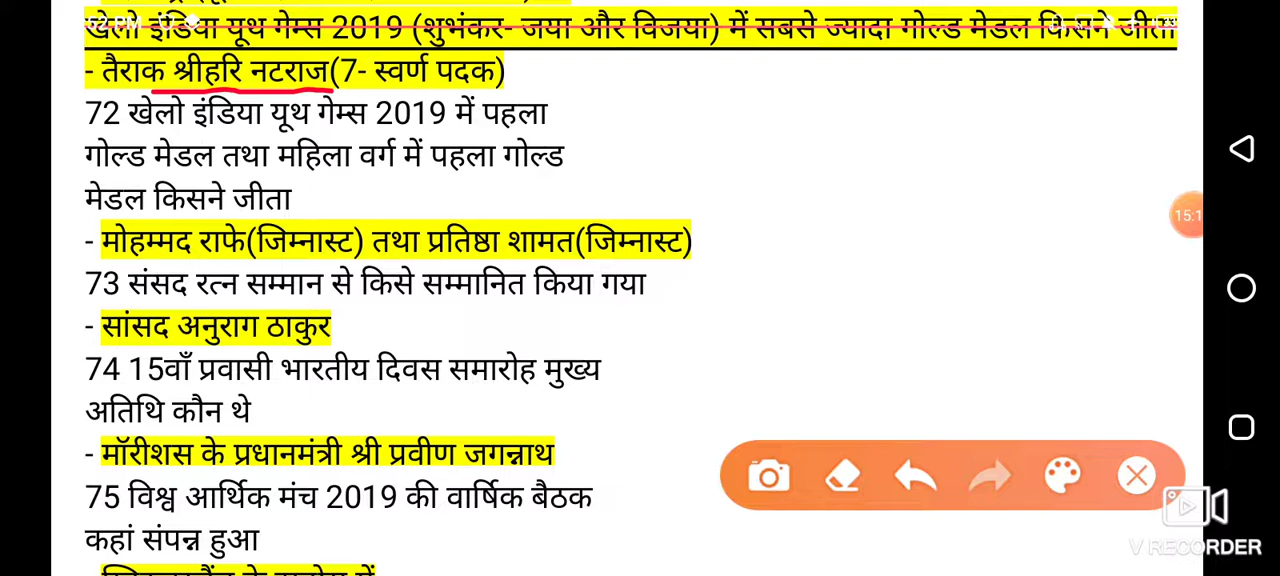 खेलो इंडिया यूथ गेम्स 2019 (शुभंकर- जया और विजया) में सबसे ज्यादा गोल्ड मेडल किसने जीता
- तैराक श्रीहरि नटराज(7- स्वर्ण पदक)
72 खेलो इंडिया यूथ गेम्स 2019 में पहला
गोल्ड मेडल तथा महिला वर्ग में पहला गोल्ड
मेडल किसने जीता
- मोहम्मद राफे(जिम्नास्ट) तथा प्रतिष्ठा शामत(जिम्नास्ट)
15:1
73 संसद रत्न सम्मान से किसे सम्मानित किया गया
- सांसद अनुराग ठाकुर
74 15वाँ प्रवासी भारतीय दिवस समारोह मुख्य
अतिथि कौन थे
- मॉरीशस के प्रधानमंत्री श्री प्रवीण जगन्नाथ
75 विश्व आर्थिक मंच 2019 की वार्षिक बैठक
कहां संपन्न हुआ
V RECORDER